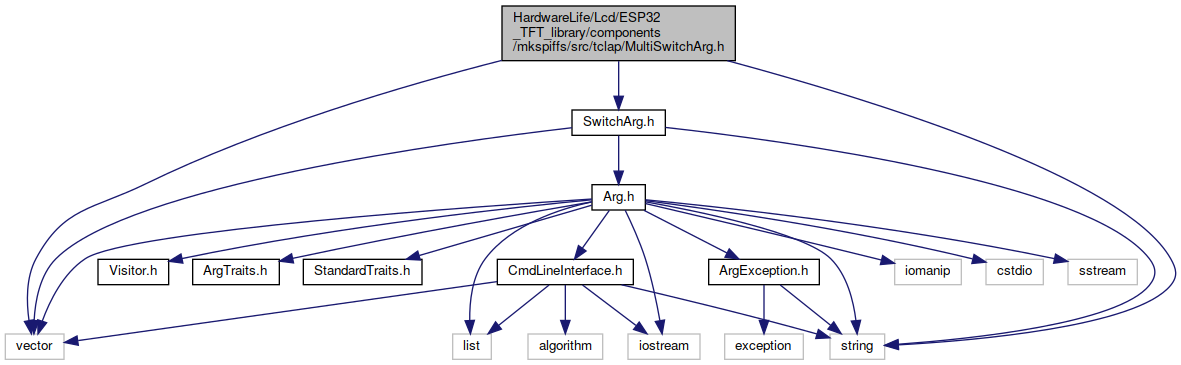 HardwareLife/Lcd/ESP32
_TFT_library/components
/mkspiffs/src/tclap/MultiSwitchArg.h
SwitchArg.h
Arg.h
Visitor.h
ArgTraits.h
StandardTraits.h
CmdLineInterface.h
ArgException.h
iomanip
cstdio
sstream
vector
list
algorithm
iostream
exception
string